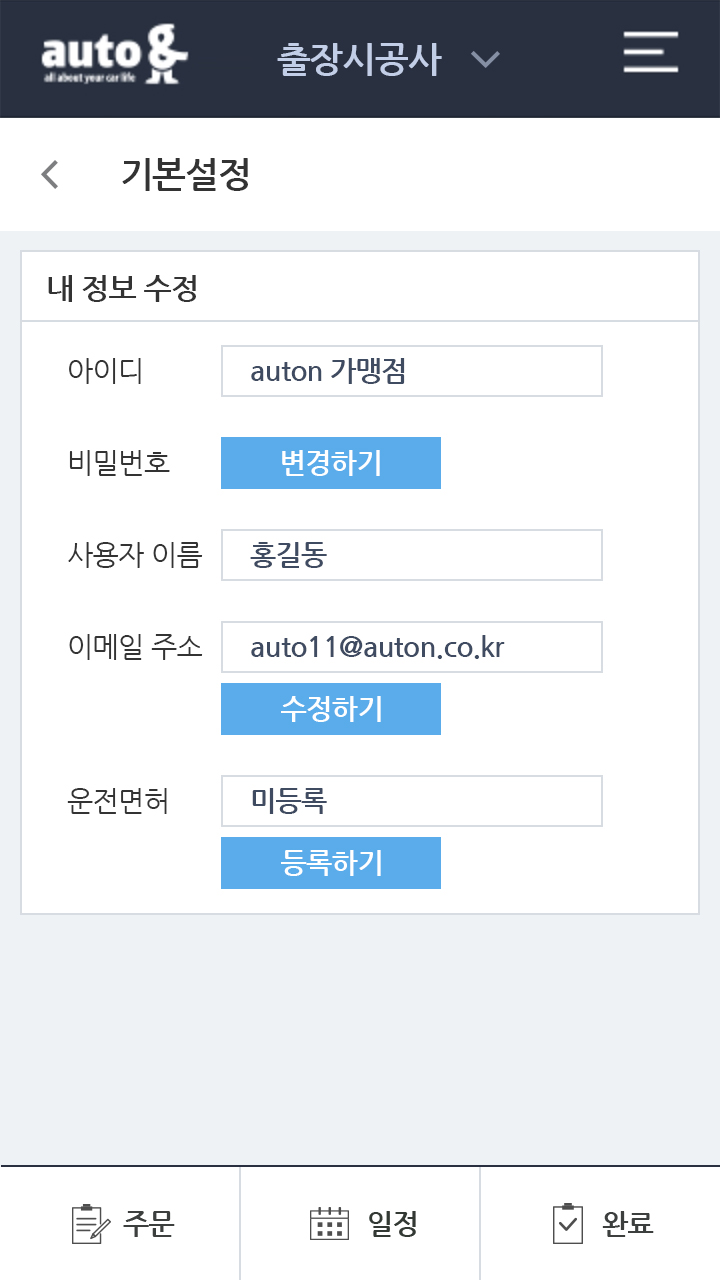 auto&
all about your car life
출장시공사
기본설정
내 정보 수정
아이디
auton 가맹점
비밀번호
변경하기
사용자 이름
홍길동
이메일 주소
auto11@auton.co.kr
수정하기
운전면허
미등록
등록하기
주문
일정
완료